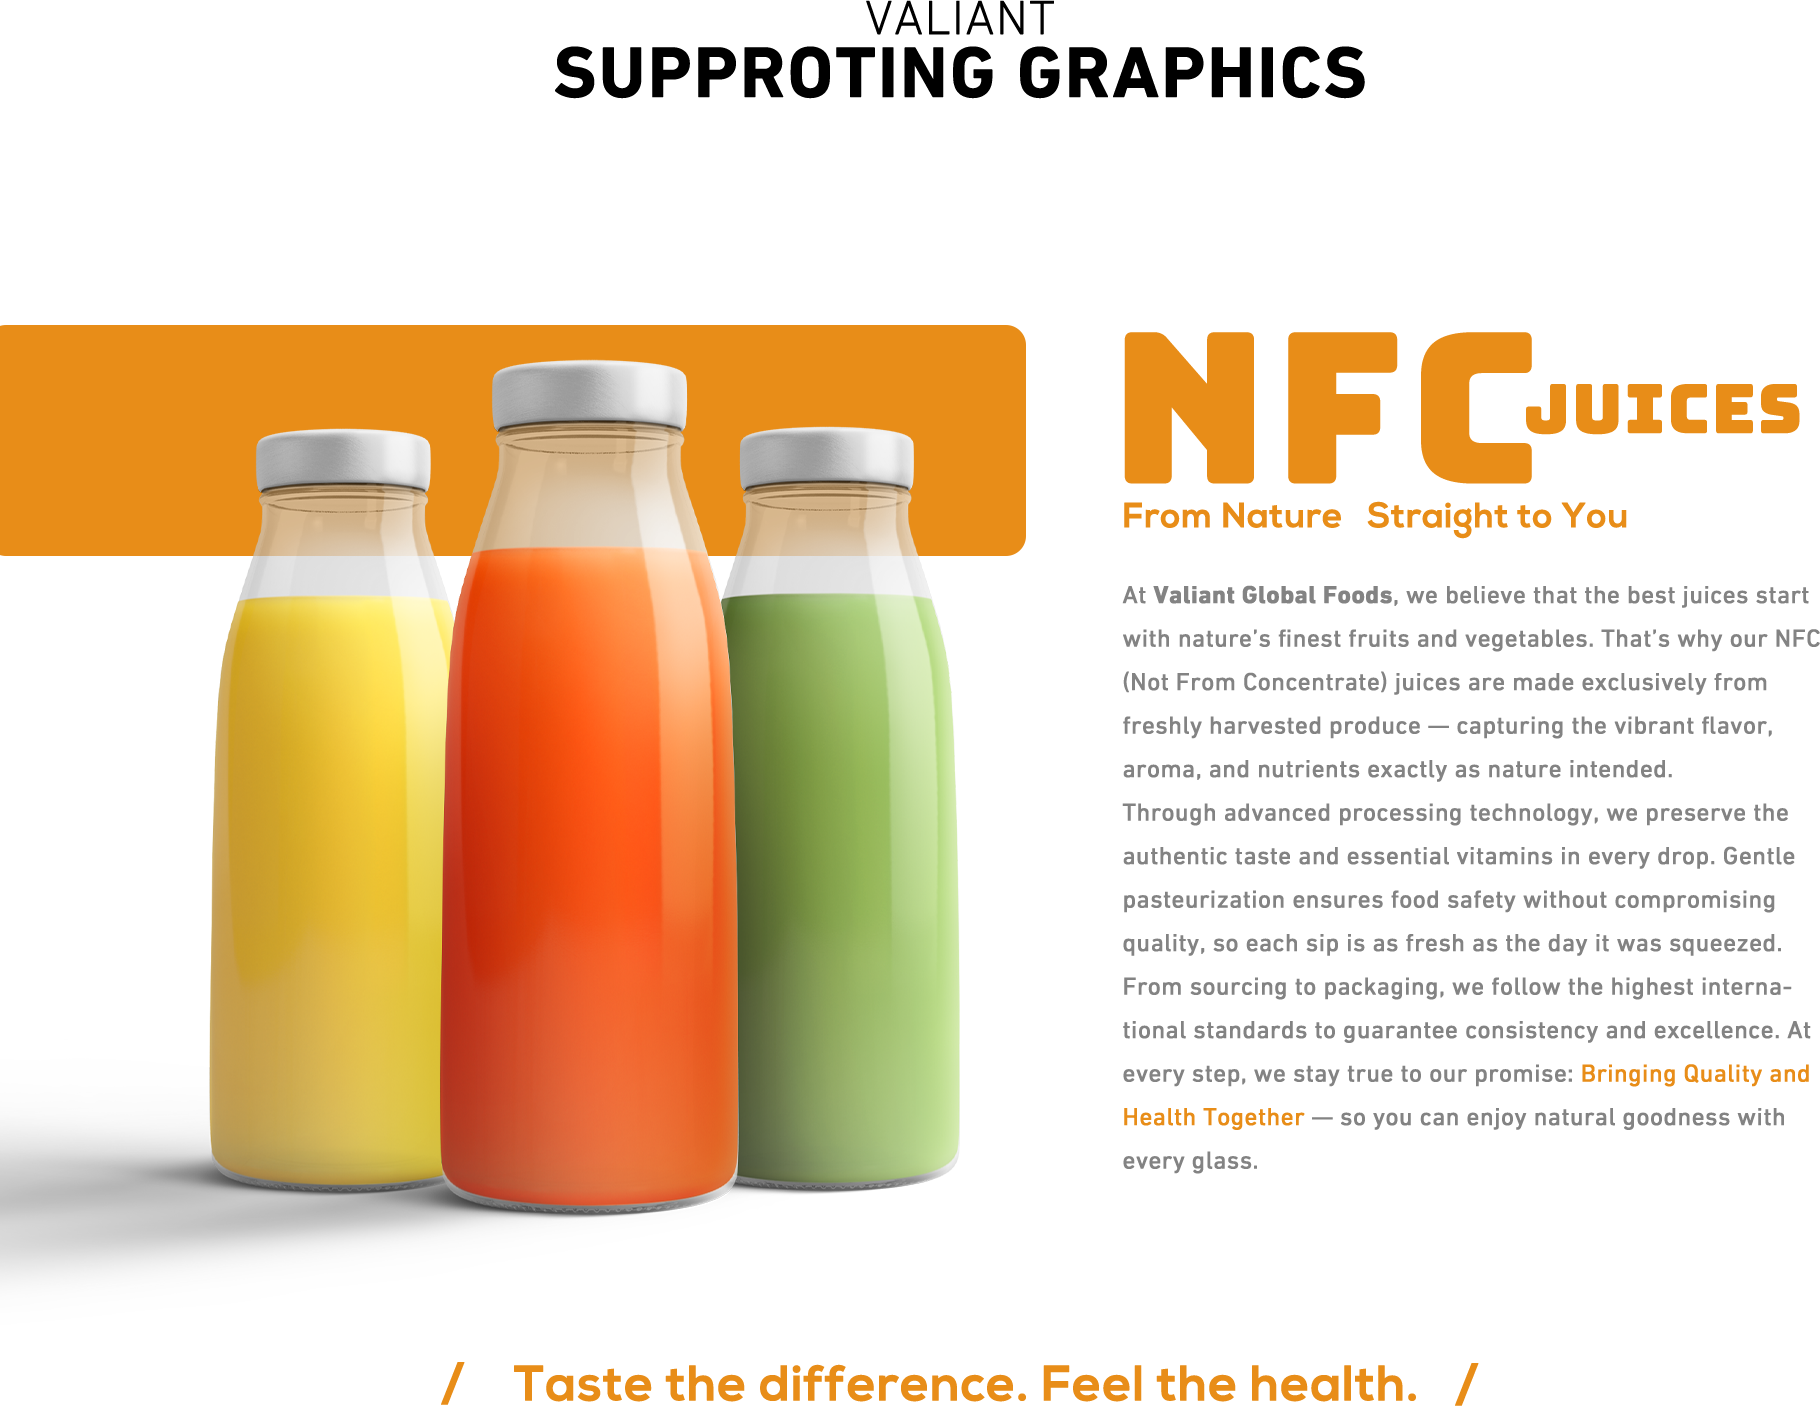 VALIANT
SUPPROTING GRAPHICS
NFC JUICES
From Nature Straight to You
At Valiant Global Foods, we believe that the best juices start
with nature’s finest fruits and vegetables. That’s why our NFC
(Not From Concentrate) juices are made exclusively from
freshly harvested produce — capturing the vibrant flavor,
aroma, and nutrients exactly as nature intended.
Through advanced processing technology, we preserve the
authentic taste and essential vitamins in every drop. Gentle
pasteurization ensures food safety without compromising
quality, so each sip is as fresh as the day it was squeezed.
From sourcing to packaging, we follow the highest interna-
tional standards to guarantee consistency and excellence. At
every step, we stay true to our promise: Bringing Quality and
Health Together — so you can enjoy natural goodness with
every glass.
/ Taste the difference. Feel the health. /